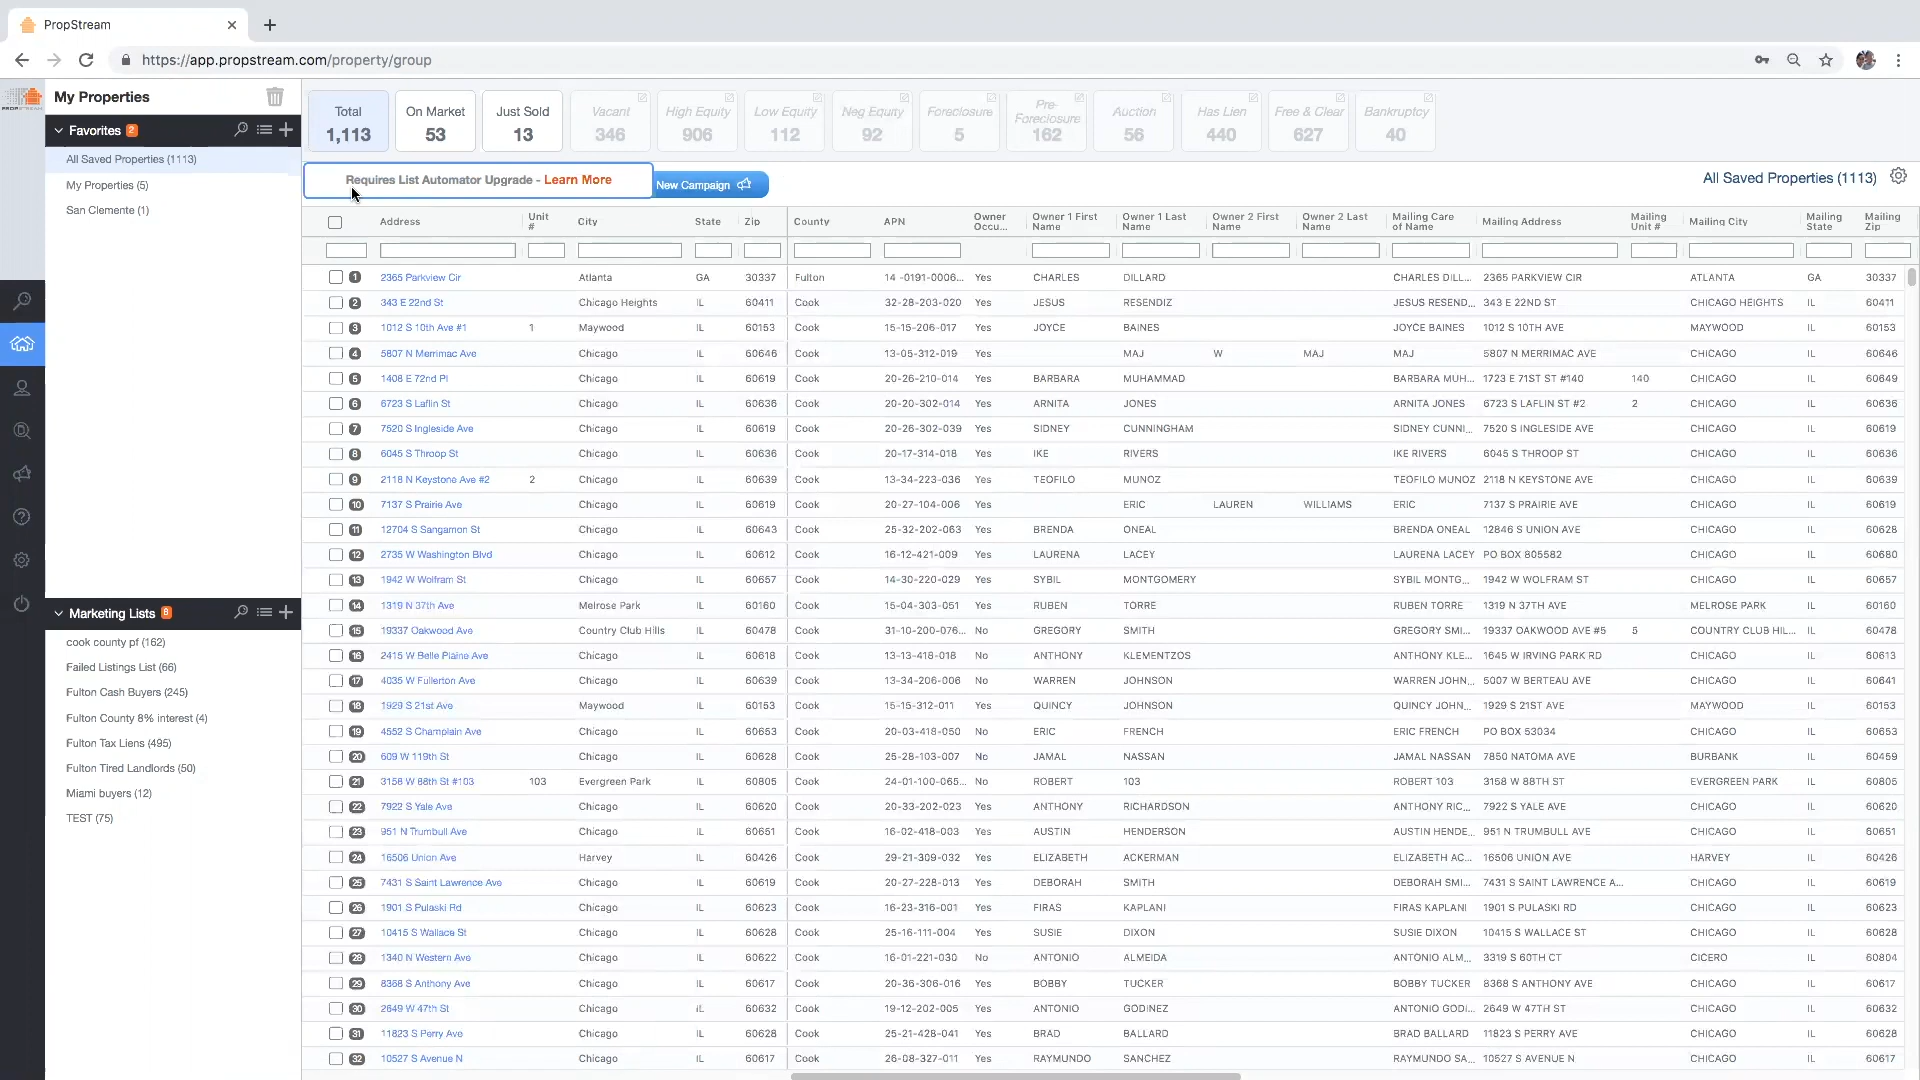 PropStream
https://app.propstream.com/property/group
My Properties
Favorites 2
All Saved Properties (1113)
My Properties (5)
San Clemente (1)
Marketing Lists 8
cook county pf (162)
Failed Listings List (66)
Fulton Cash Buyers (245)
Fulton County 8% interest (4)
Fulton Tax Liens (495)
Fulton Tired Landlords (50)
Miami buyers (12)
TEST (75)
Total 1,113
On Market 53
Just Sold 13
Vacant 346
High Equity 906
Low Equity 112
Neg Equity 92
Foreclosure 5
Pre-Foreclosure 162
Auction 56
Has Lien 440
Free & Clear 627
Bankruptcy 40
Requires List Automator Upgrade - Learn More
New Campaign
All Saved Properties (1113)
Address Unit # City State Zip County APN Owner Occu... Owner 1 First Name Owner 1 Last Name Owner 2 First Name Owner 2 Last Name Mailing Care of Name Mailing Address Mailing Unit # Mailing City Mailing State Mailing Zip
1 2365 Parkview Cir Atlanta GA 30337 Fulton 14 -0191-0006... Yes CHARLES DILLARD CHARLES DILL... 2365 PARKVIEW CIR ATLANTA GA 30337
2 343 E 22nd St Chicago Heights IL 60411 Cook 32-28-203-020 Yes JESUS RESENDIZ JESUS RESEND... 343 E 22ND ST CHICAGO HEIGHTS IL 60411
3 1012 S 10th Ave #1 1 Maywood IL 60153 Cook 15-15-206-017 Yes JOYCE BAINES JOYCE BAINES 1012 S 10TH AVE MAYWOOD IL 60153
4 5807 N Merrimac Ave Chicago IL 60646 Cook 13-05-312-019 Yes MAJ W MAJ MAJ 5807 N MERRIMAC AVE CHICAGO IL 60646
5 1408 E 72nd Pl Chicago IL 60619 Cook 20-26-210-014 Yes BARBARA MUHAMMAD BARBARA MUH... 1723 E 71ST ST #140 140 CHICAGO IL 60649
6 6723 S Laflin St Chicago IL 60636 Cook 20-20-302-014 Yes ARNITA JONES ARNITA JONES 6723 S LAFLIN ST #2 2 CHICAGO IL 60636
7 7520 S Ingleside Ave Chicago IL 60619 Cook 20-26-302-039 Yes SIDNEY CUNNINGHAM SIDNEY CUNNI... 7520 S INGLESIDE AVE CHICAGO IL 60619
8 6045 S Throop St Chicago IL 60636 Cook 20-17-314-018 Yes IKE RIVERS IKE RIVERS 6045 S THROOP ST CHICAGO IL 60636
9 2118 N Keystone Ave #2 2 Chicago IL 60639 Cook 13-34-223-036 Yes TEOFILO MUNOZ TEOFILO MUNOZ 2118 N KEYSTONE AVE CHICAGO IL 60639
10 7137 S Prairie Ave Chicago IL 60619 Cook 20-27-104-006 Yes ERIC LAUREN WILLIAMS ERIC 7137 S PRAIRIE AVE CHICAGO IL 60619
11 12704 S Sangamon St Chicago IL 60643 Cook 25-32-202-063 Yes BRENDA ONEAL BRENDA ONEAL 12846 S UNION AVE CHICAGO IL 60628
12 2735 W Washington Blvd Chicago IL 60612 Cook 16-12-421-009 Yes LAURENA LACEY LAURENA LACEY PO BOX 805582 CHICAGO IL 60680
13 1942 W Wolfram St Chicago IL 60657 Cook 14-30-220-029 Yes SYBIL MONTGOMERY SYBIL MONTG... 1942 W WOLFRAM ST CHICAGO IL 60657
14 1319 N 37th Ave Melrose Park IL 60160 Cook 15-04-303-051 Yes RUBEN TORRE RUBEN TORRE 1319 N 37TH AVE MELROSE PARK IL 60160
15 19337 Oakwood Ave Country Club Hills IL 60478 Cook 31-10-200-076... No GREGORY SMITH GREGORY SMI... 19337 OAKWOOD AVE #5 5 COUNTRY CLUB HIL... IL 60478
16 2415 W Belle Plaine Ave Chicago IL 60618 Cook 13-13-418-018 No ANTHONY KLEMENTZOS ANTHONY KLE... 1645 W IRVING PARK RD CHICAGO IL 60613
17 4035 W Fullerton Ave Chicago IL 60639 Cook 13-34-206-006 No WARREN JOHNSON WARREN JOHN... 5007 W BERTEAU AVE CHICAGO IL 60641
18 1929 S 21st Ave Maywood IL 60153 Cook 15-15-312-011 Yes QUINCY JOHNSON QUINCY JOHN... 1929 S 21ST AVE MAYWOOD IL 60153
19 4552 S Champlain Ave Chicago IL 60653 Cook 20-03-418-050 No ERIC FRENCH ERIC FRENCH PO BOX 53034 CHICAGO IL 60653
20 609 W 119th St Chicago IL 60628 Cook 25-28-103-007 No JAMAL NASSAN JAMAL NASSAN 7850 NATOMA AVE BURBANK IL 60459
21 3158 W 88th St #103 103 Evergreen Park IL 60805 Cook 24-01-100-065... No ROBERT 103 ROBERT 103 3158 W 88TH ST EVERGREEN PARK IL 60805
22 7922 S Yale Ave Chicago IL 60620 Cook 20-33-202-023 Yes ANTHONY RICHARDSON ANTHONY RIC... 7922 S YALE AVE CHICAGO IL 60620
23 951 N Trumbull Ave Chicago IL 60651 Cook 16-02-418-003 Yes AUSTIN HENDERSON AUSTIN HENDE... 951 N TRUMBULL AVE CHICAGO IL 60651
24 16506 Union Ave Harvey IL 60426 Cook 29-21-309-032 Yes ELIZABETH ACKERMAN ELIZABETH AC... 16506 UNION AVE HARVEY IL 60426
25 7431 S Saint Lawrence Ave Chicago IL 60619 Cook 20-27-228-013 Yes DEBORAH SMITH DEBORAH SMI... 7431 S SAINT LAWRENCE A... CHICAGO IL 60619
26 1901 S Pulaski Rd Chicago IL 60623 Cook 16-23-316-001 Yes FIRAS KAPLANI FIRAS KAPLANI 1901 S PULASKI RD CHICAGO IL 60623
27 10415 S Wallace St Chicago IL 60628 Cook 25-16-111-004 Yes SUSIE DIXON SUSIE DIXON 10415 S WALLACE ST CHICAGO IL 60628
28 1340 N Western Ave Chicago IL 60622 Cook 16-01-221-030 No ANTONIO ALMEIDA ANTONIO ALM... 3319 S 60TH CT CICERO IL 60804
29 8368 S Anthony Ave Chicago IL 60617 Cook 20-36-306-016 Yes BOBBY TUCKER BOBBY TUCKER 8368 S ANTHONY AVE CHICAGO IL 60617
30 2649 W 47th St Chicago IL 60632 Cook 19-12-202-005 Yes ANTONIO GODINEZ ANTONIO GODI... 2649 W 47TH ST CHICAGO IL 60632
31 11823 S Perry Ave Chicago IL 60628 Cook 25-21-428-041 Yes BRAD BALLARD BRAD BALLARD 11823 S PERRY AVE CHICAGO IL 60628
32 10527 S Avenue N Chicago IL 60617 Cook 26-08-327-011 Yes RAYMUNDO SANCHEZ RAYMUNDO SA... 10527 S AVENUE N CHICAGO IL 60617